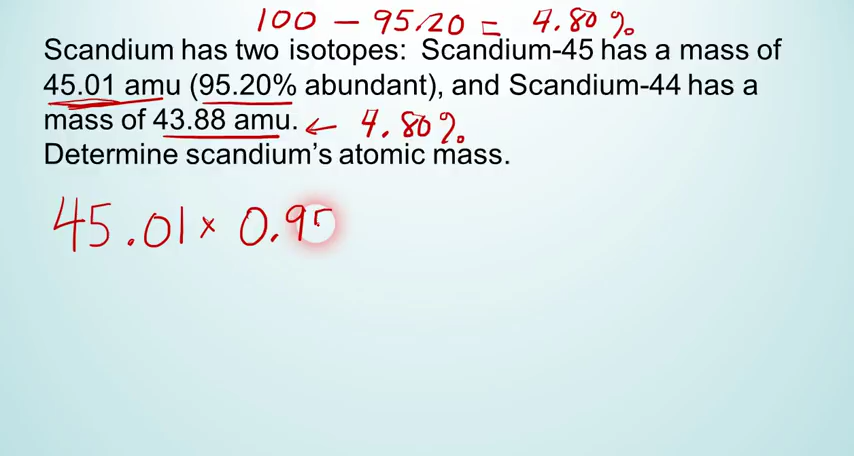 100 - 95.20 = 4.80%
Scandium has two isotopes: Scandium-45 has a mass of
45.01 amu (95.20% abundant), and Scandium-44 has a
mass of 43.88 amu. ← 4.80%
Determine scandium's atomic mass.
45.01 × 0.95